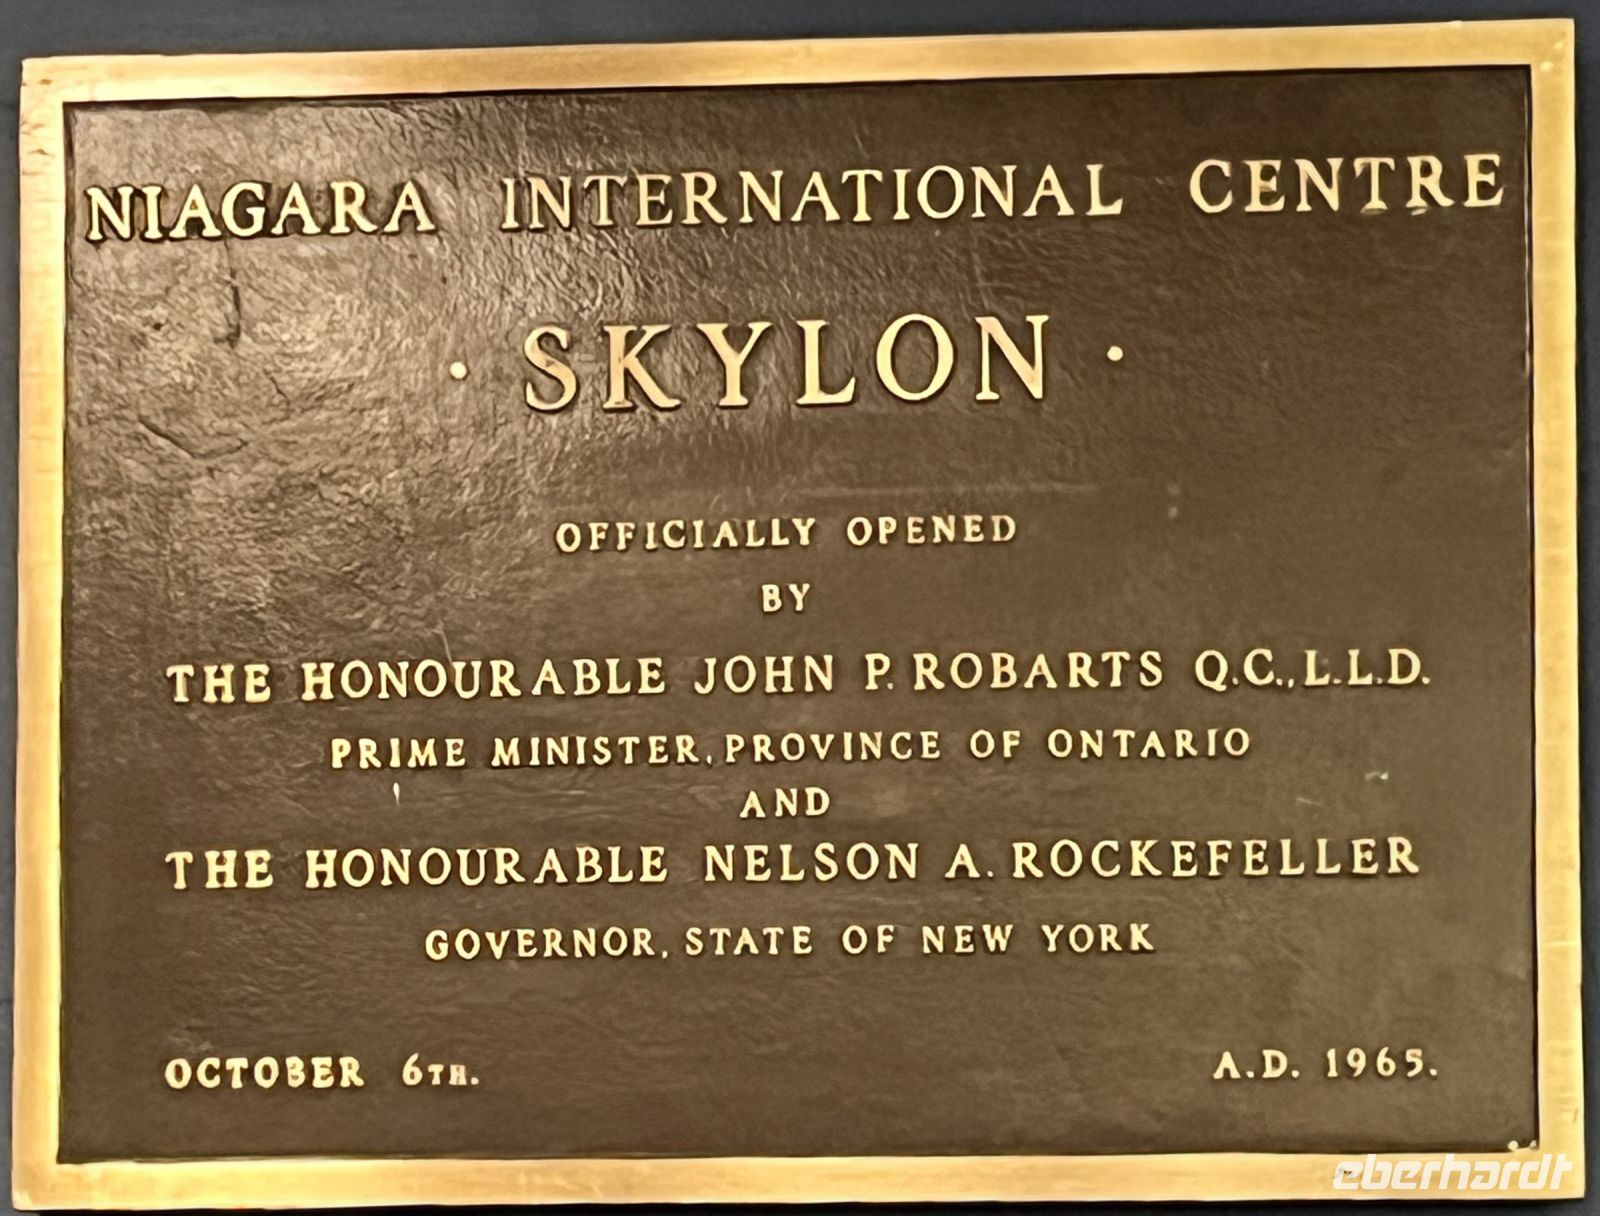 NIAGARA INTERNATIONAL CENTRE
· SKYLON ·
OFFICIALLY OPENED
BY
THE HONOURABLE JOHN P. ROBARTS Q.C., L.L.D.
PRIME MINISTER, PROVINCE OF ONTARIO
AND
THE HONOURABLE NELSON A. ROCKEFELLER
GOVERNOR, STATE OF NEW YORK
OCTOBER 6TH. A.D. 1965.
eberhardt